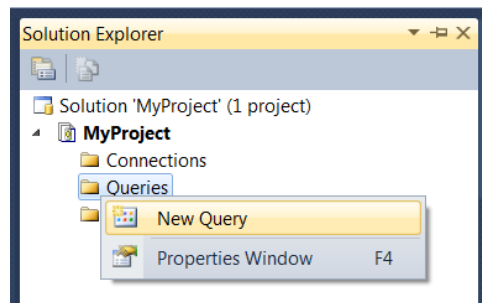 Solution Explorer
Solution 'MyProject' (1 project)
MyProject
Connections
Queries
New Query
Properties Window F4